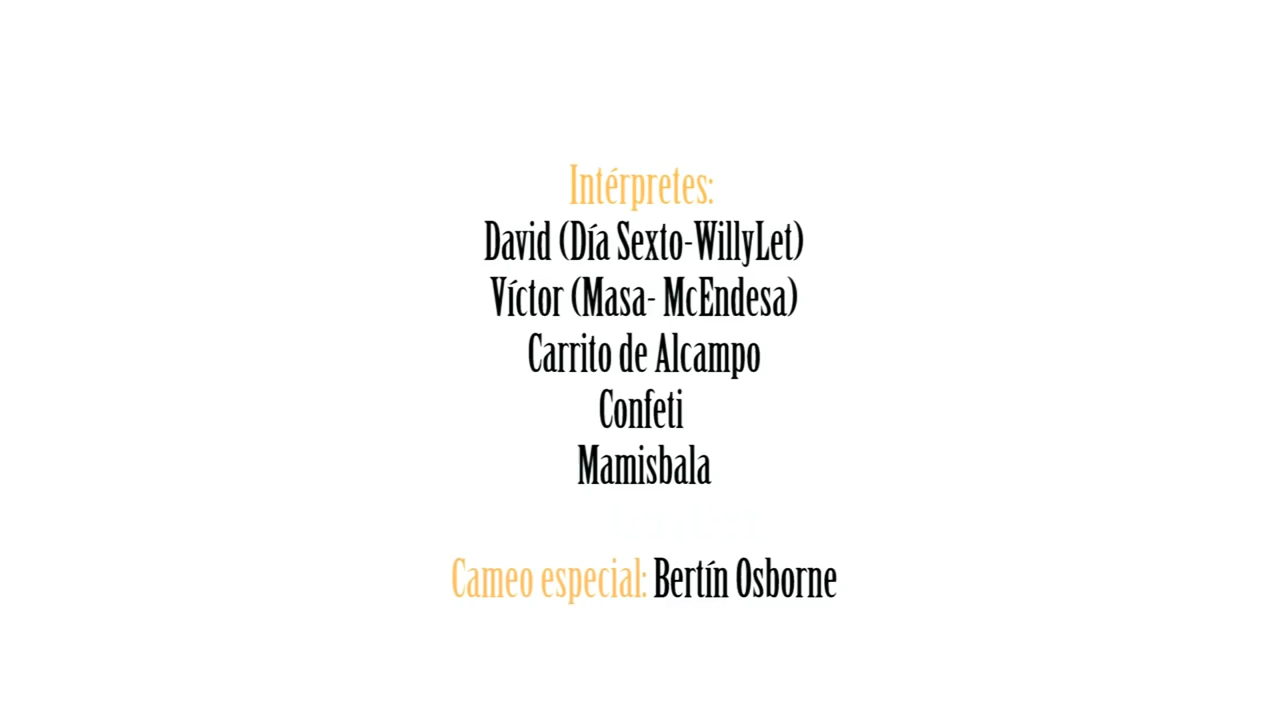 Intérpretes:
David (Día Sexto-WillyLet)
Víctor (Masa- McEndesa)
Carrito de Alcampo
Confeti
Mamisbala
Cameo especial: Bertín Osborne